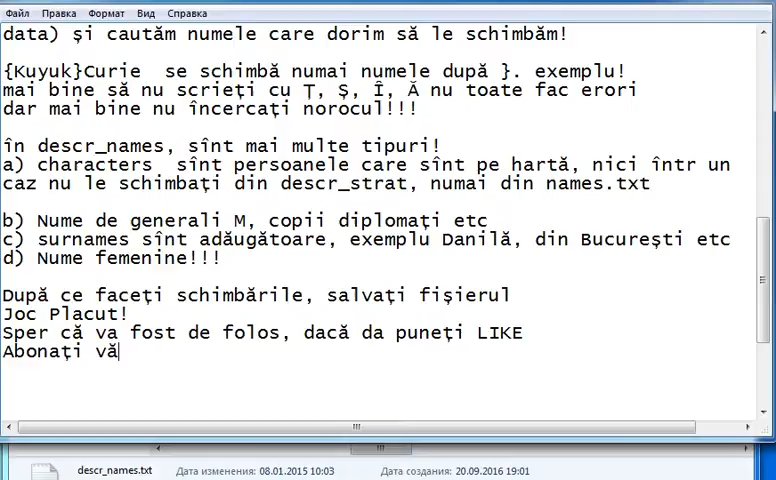 Файл Правка Формат Вид Справка
data) și cautăm numele care dorim să le schimbăm!
{Kuyuk}Curie  se schimbă numai numele după }. exemplu!
mai bine să nu scrieți cu Ț, Ș, Î, Ă nu toate fac erori
dar mai bine nu încercați norocul!!!
în descr_names, sînt mai multe tipuri!
a) characters  sînt persoanele care sînt pe hartă, nici într un
caz nu le schimbați din descr_strat, numai din names.txt
b) Nume de generali M, copii diplomați etc
c) surnames sînt adăugătoare, exemplu Danilă, din București etc
d) Nume femenine!!!
După ce faceți schimbările, salvați fișierul
Joc Placut!
Sper că va fost de folos, dacă da puneți LIKE
Abonați vă
descr_names.txt Дата изменения: 08.01.2015 10:03 Дата создания: 20.09.2016 19:01